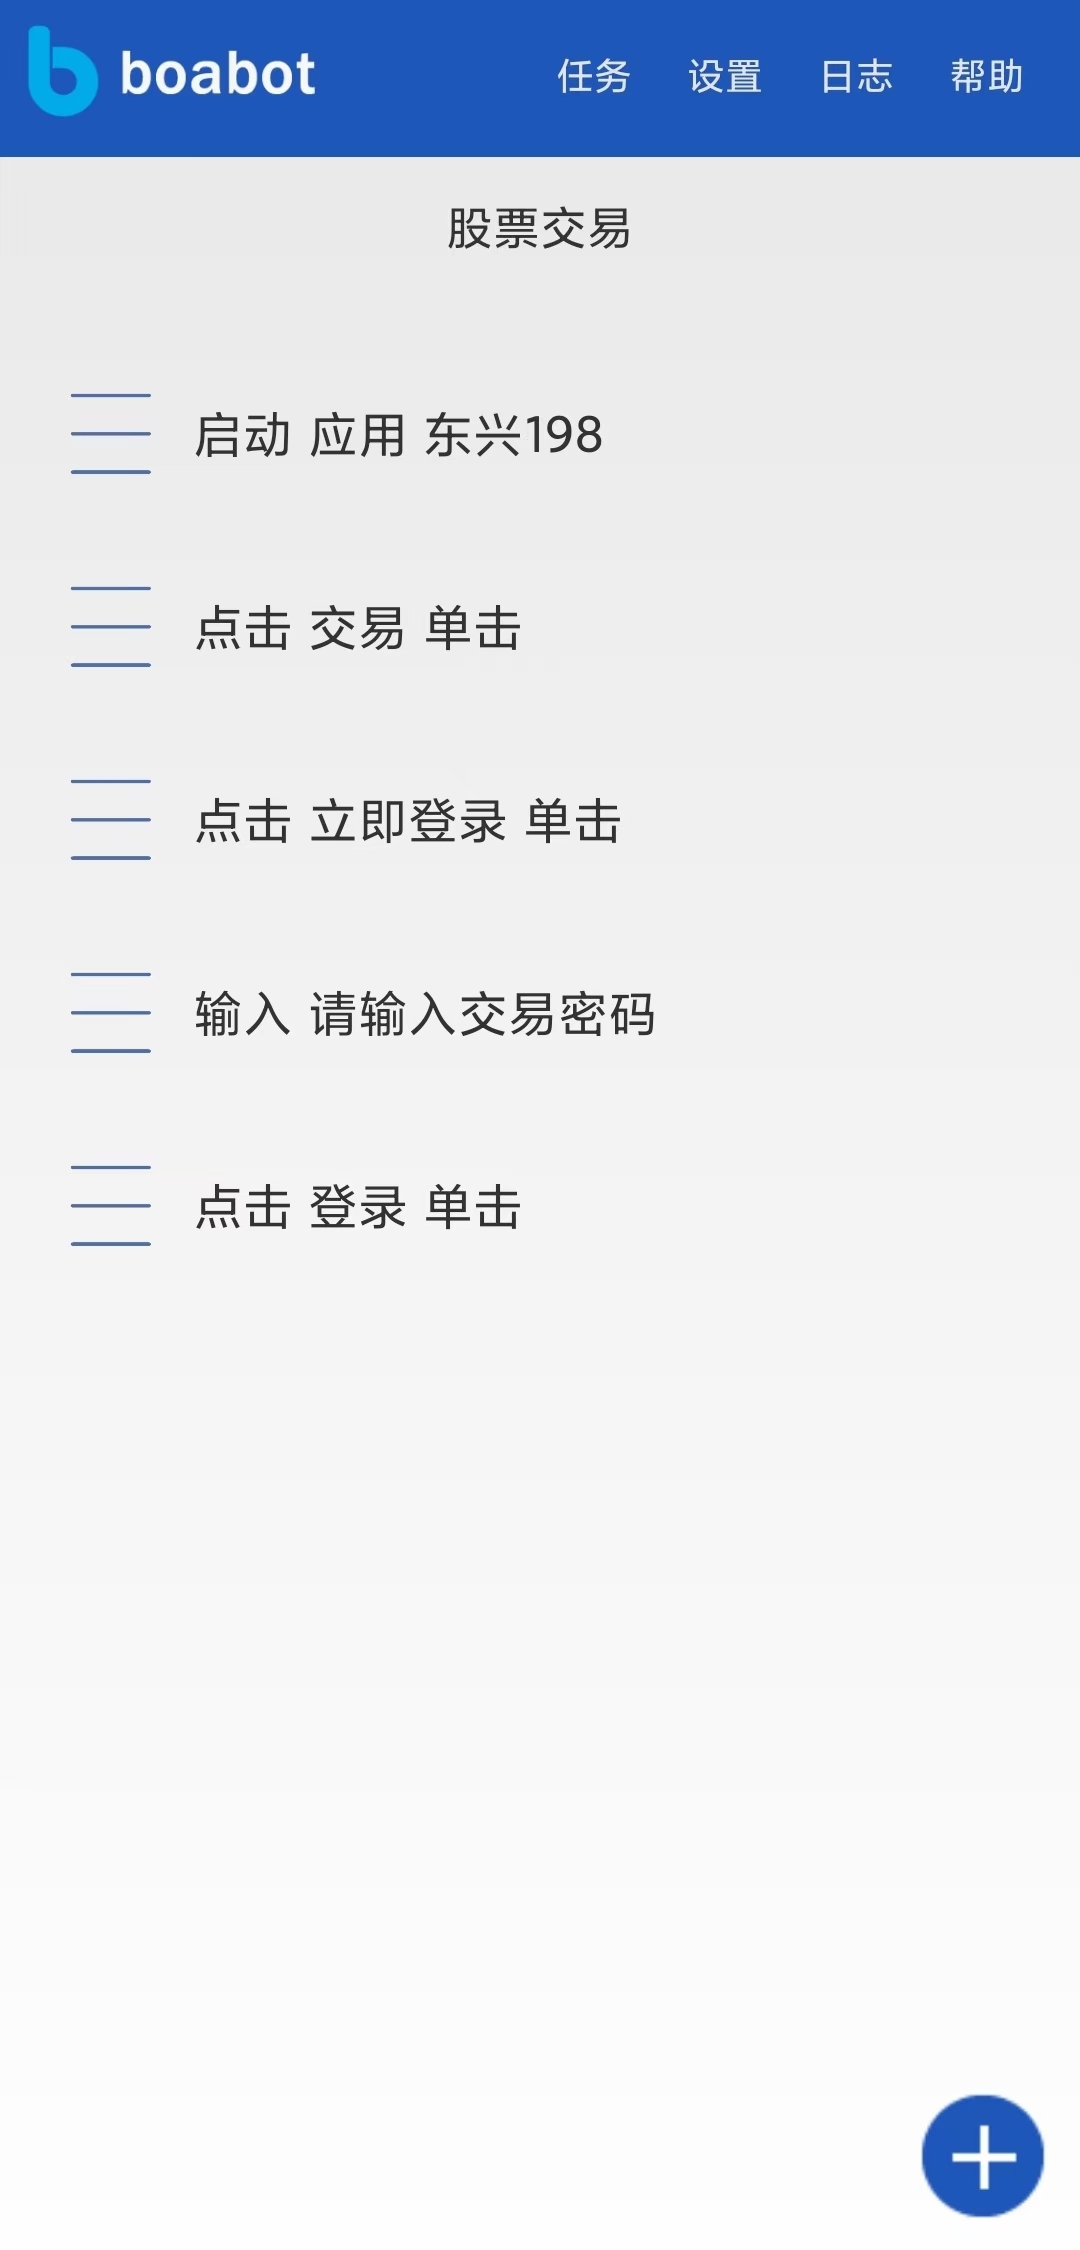 boabot 任务 设置 日志 帮助
股票交易
启动 应用 东兴198
点击 交易 单击
点击 立即登录 单击
输入 请输入交易密码
点击 登录 单击